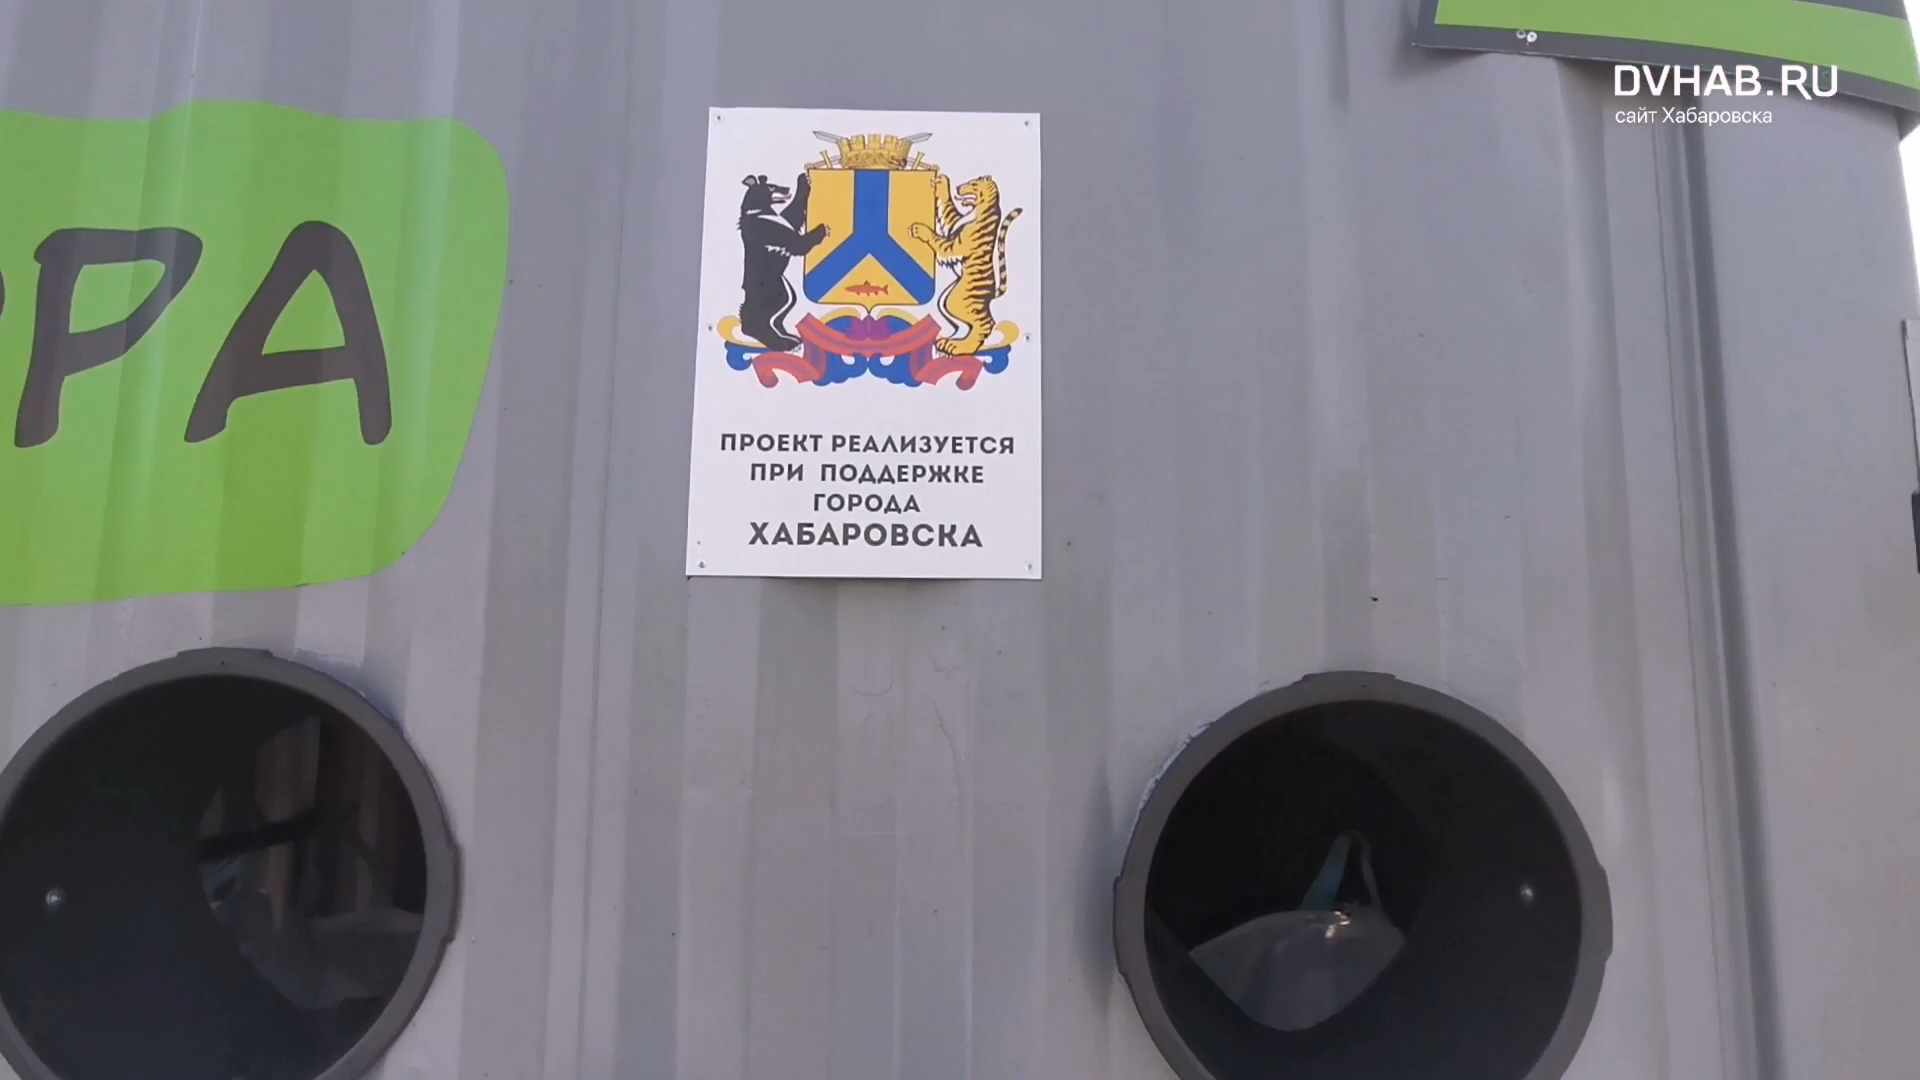 DVHAB.RU
сайт Хабаровска
РА
ПРОЕКТ РЕАЛИЗУЕТСЯ
ПРИ ПОДДЕРЖКЕ
ГОРОДА
ХАБАРОВСКА